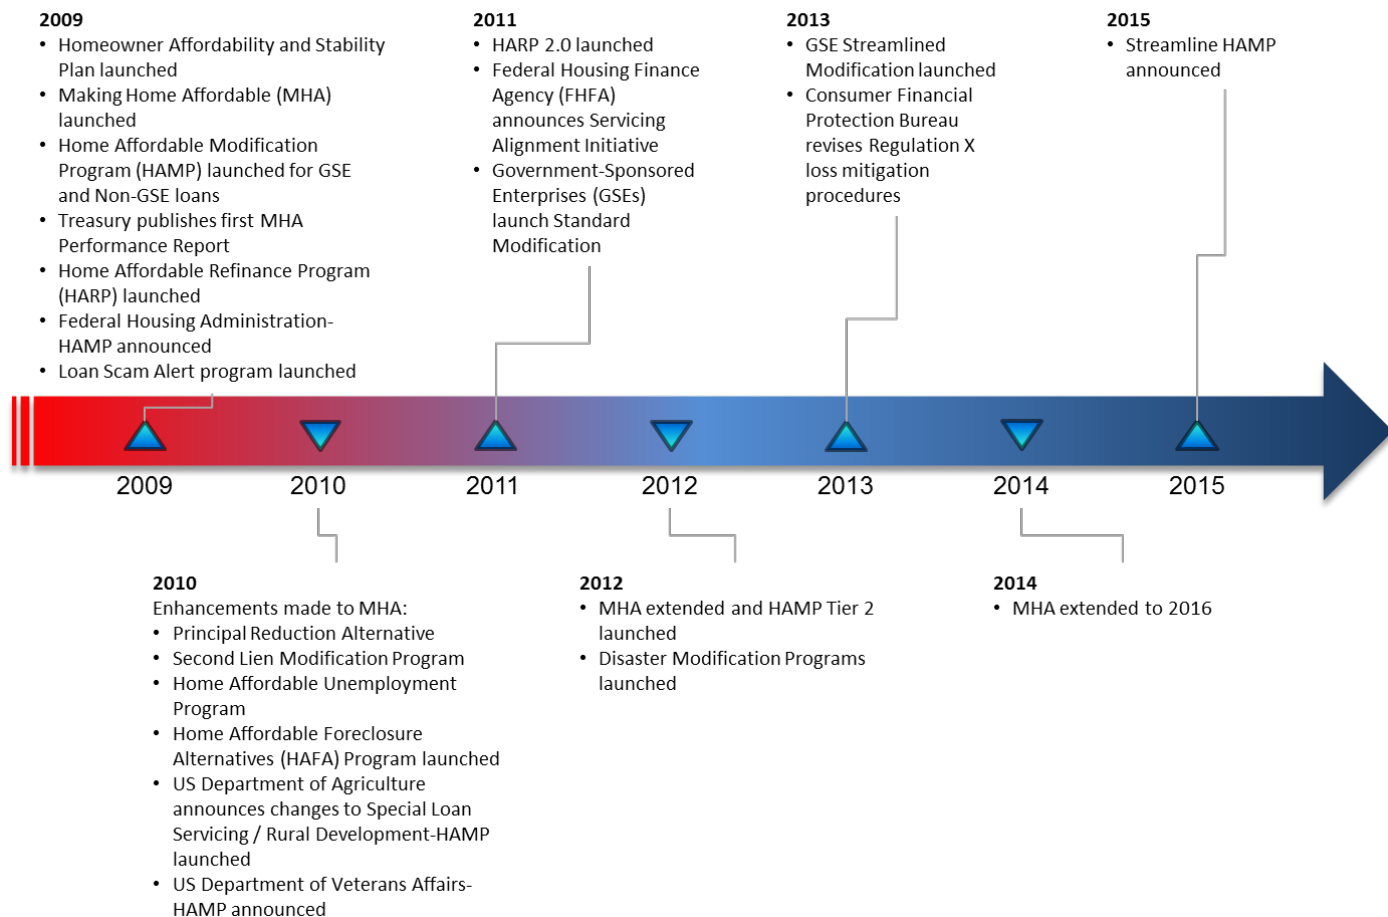 2009
• Homeowner Affordability and Stability
Plan launched
• Making Home Affordable (MHA)
launched
• Home Affordable Modification
Program (HAMP) launched for GSE
and Non-GSE loans
• Treasury publishes first MHA
Performance Report
• Home Affordable Refinance Program
(HARP) launched
• Federal Housing Administration-
HAMP announced
• Loan Scam Alert program launched
2011
• HARP 2.0 launched
• Federal Housing Finance
Agency (FHFA)
announces Servicing
Alignment Initiative
• Government-Sponsored
Enterprises (GSEs)
launch Standard
Modification
2013
• GSE Streamlined
Modification launched
• Consumer Financial
Protection Bureau
revises Regulation X
loss mitigation
procedures
2015
• Streamline HAMP
announced
2009 2010 2011 2012 2013 2014 2015
2010
Enhancements made to MHA:
• Principal Reduction Alternative
• Second Lien Modification Program
• Home Affordable Unemployment
Program
• Home Affordable Foreclosure
Alternatives (HAFA) Program launched
• US Department of Agriculture
announces changes to Special Loan
Servicing / Rural Development-HAMP
launched
• US Department of Veterans Affairs-
HAMP announced
2012
• MHA extended and HAMP Tier 2
launched
• Disaster Modification Programs
launched
2014
• MHA extended to 2016